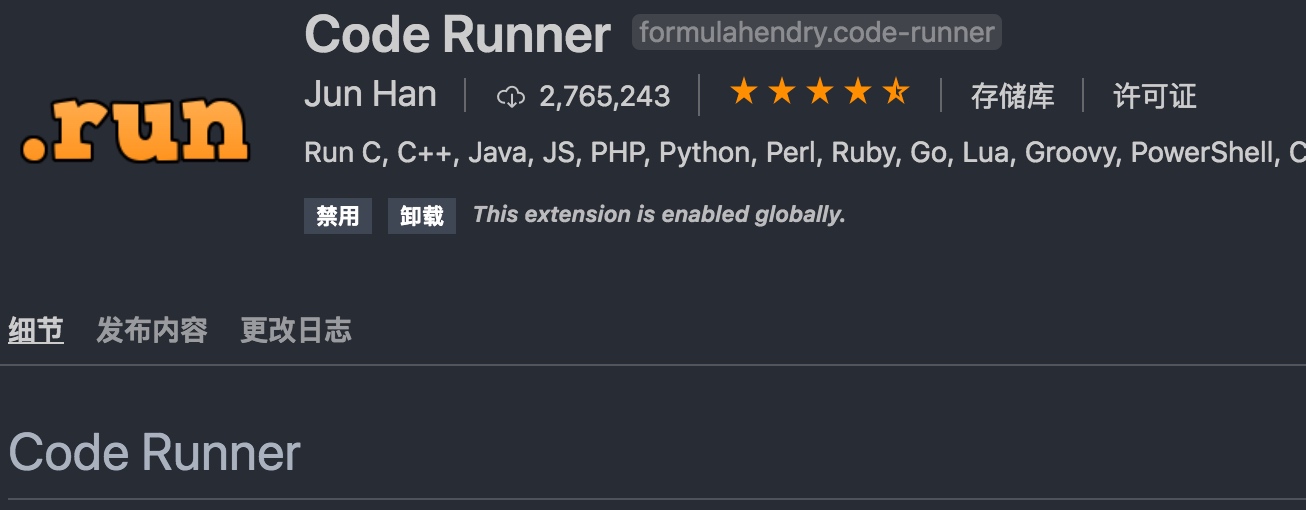 Code Runner formulahendry.code-runner
.run
Jun Han 2,765,243 存储库 许可证
Run C, C++, Java, JS, PHP, Python, Perl, Ruby, Go, Lua, Groovy, PowerShell, C
禁用 卸载 This extension is enabled globally.
细节 发布内容 更改日志
Code Runner